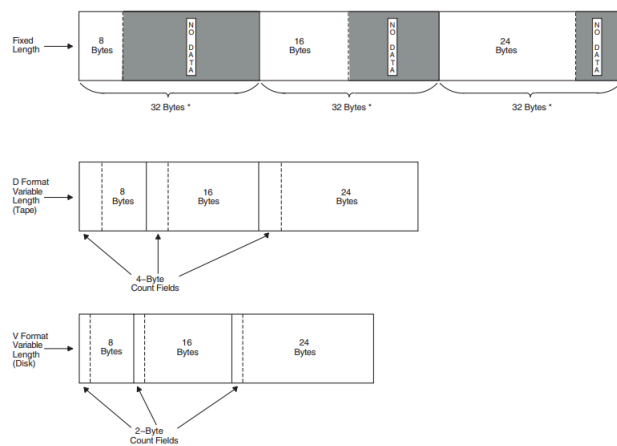 Fixed
Length
8
Bytes
NO DATA
16
Bytes
NO DATA
24
Bytes
NO DATA
32 Bytes *
32 Bytes *
32 Bytes *
D Format
Variable
Length
(Tape)
8
Bytes
16
Bytes
24
Bytes
4–Byte
Count Fields
V Format
Variable
Length
(Disk)
8
Bytes
16
Bytes
24
Bytes
2–Byte
Count Fields